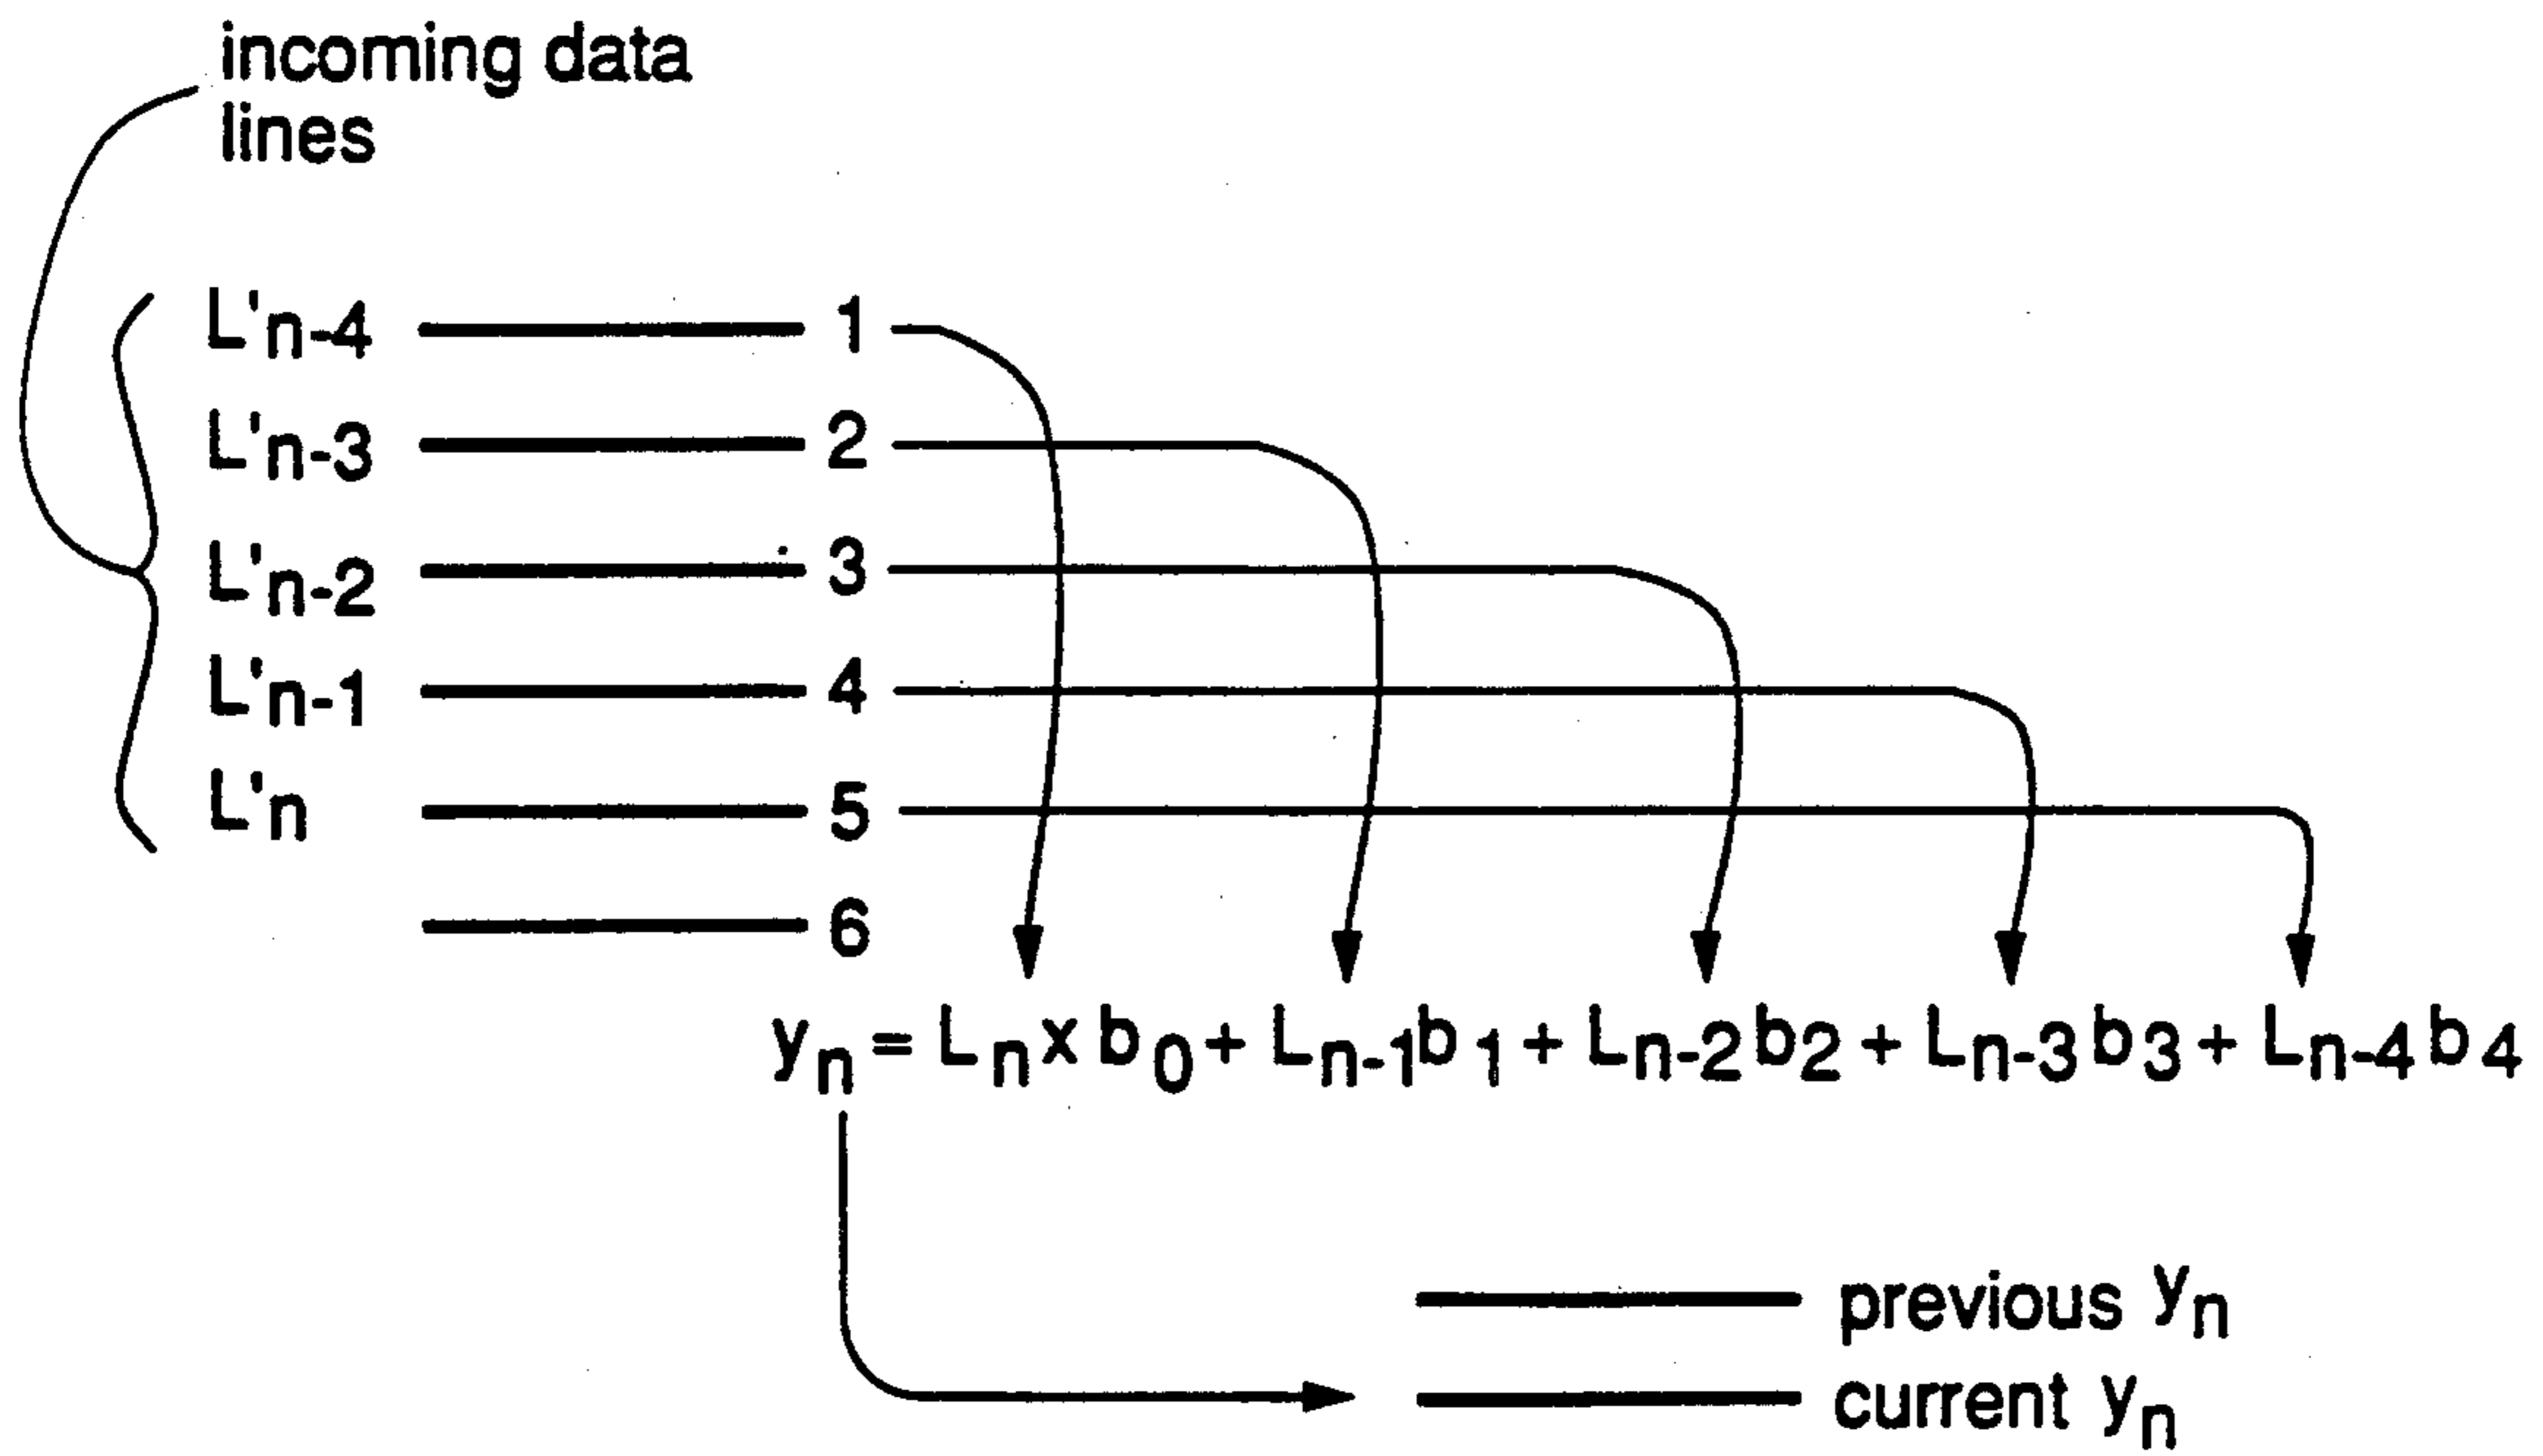 incoming data
lines
L'n-4 1
L'n-3 2
L'n-2 3
L'n-1 4
L'n 5
6
yn = Ln x b0 + Ln-1b1 + Ln-2b2 + Ln-3b3 + Ln-4b4
previous yn
current yn